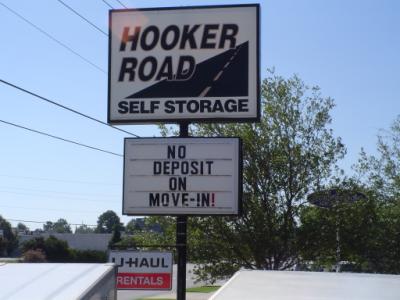 HOOKER
ROAD
SELF STORAGE
NO
DEPOSIT
ON
MOVE-IN!
U-HAUL
RENTALS